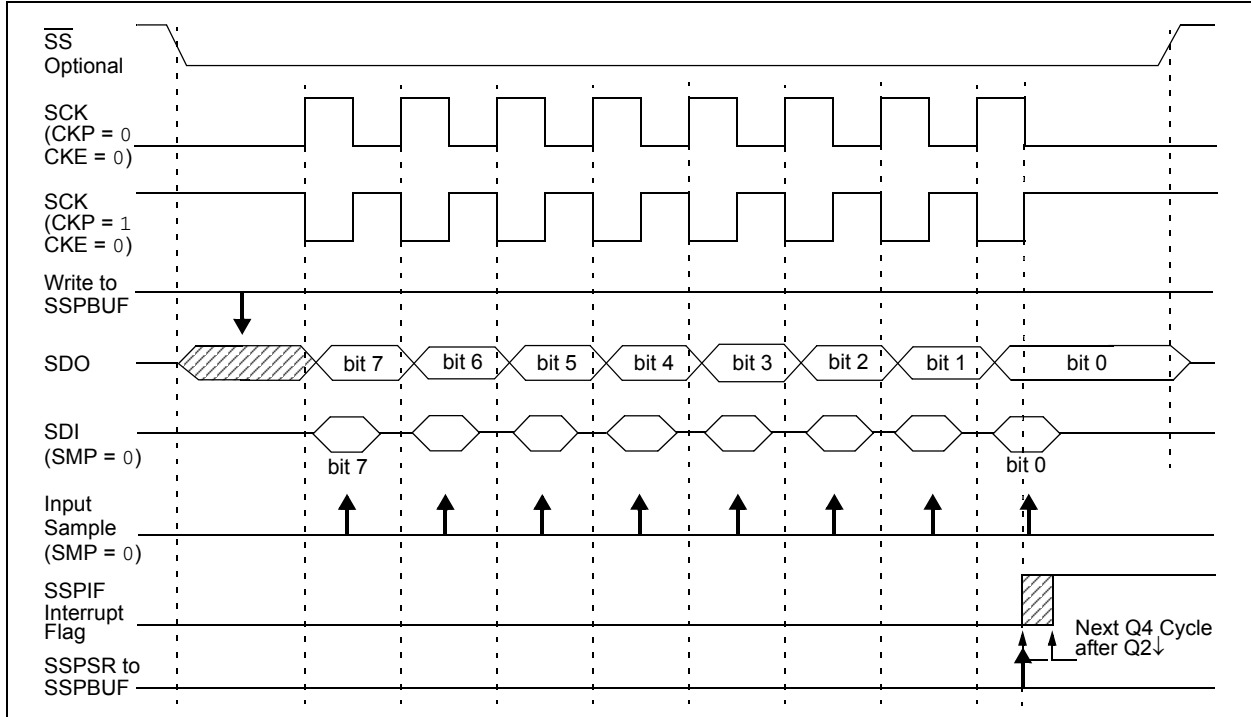 SS
Optional
SCK
(CKP = 0
CKE = 0)
SCK
(CKP = 1
CKE = 0)
Write to
SSPBUF
SDO
bit 7 bit 6 bit 5 bit 4 bit 3 bit 2 bit 1 bit 0
SDI
(SMP = 0)
bit 7 bit 0
Input
Sample
(SMP = 0)
SSPIF
Interrupt
Flag
Next Q4 Cycle
after Q2↓
SSPSR to
SSPBUF